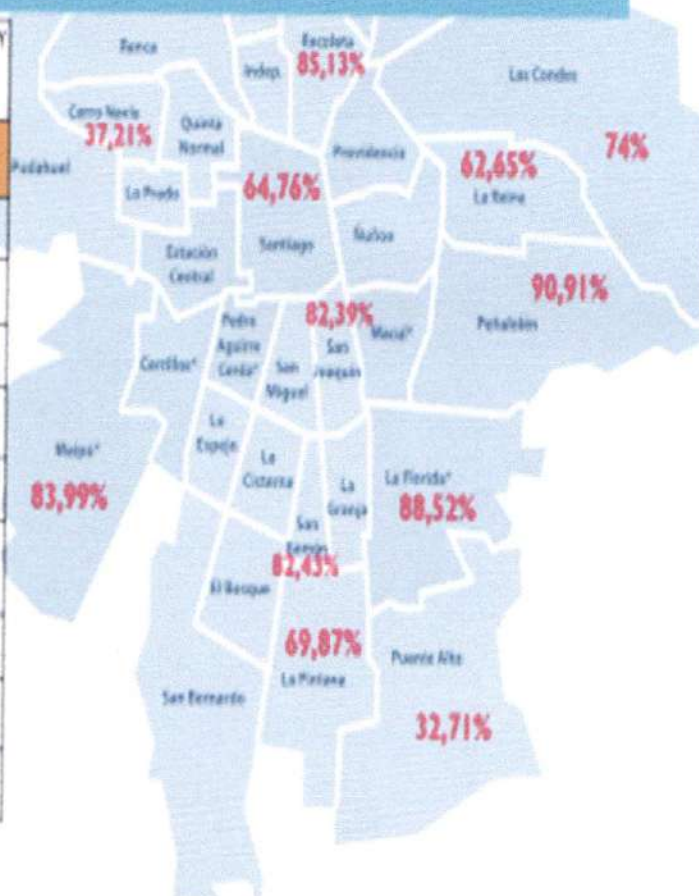 Y
Renca
Indep.
Recoleta
85,13%
Las Condes
Cerro Navia
37,21%
Quinta
Normal
Pudahuel
Lo Prado
Providencia
62,65%
La Reina
74%
64,76%
Santiago
Ñuñoa
Estación
Central
90,91%
Peñalolén
82,39%
Macul*
Cerrillos*
Pedro
Aguirre
Cerda*
San
Miguel
San
Joaquín
La
Espejo
La
Cisterna
La
Granja
San
Ramón
82,43%
Maipú*
83,99%
La Florida*
88,52%
El Bosque
69,87%
La Pintana
Puente Alto
32,71%
San Bernardo